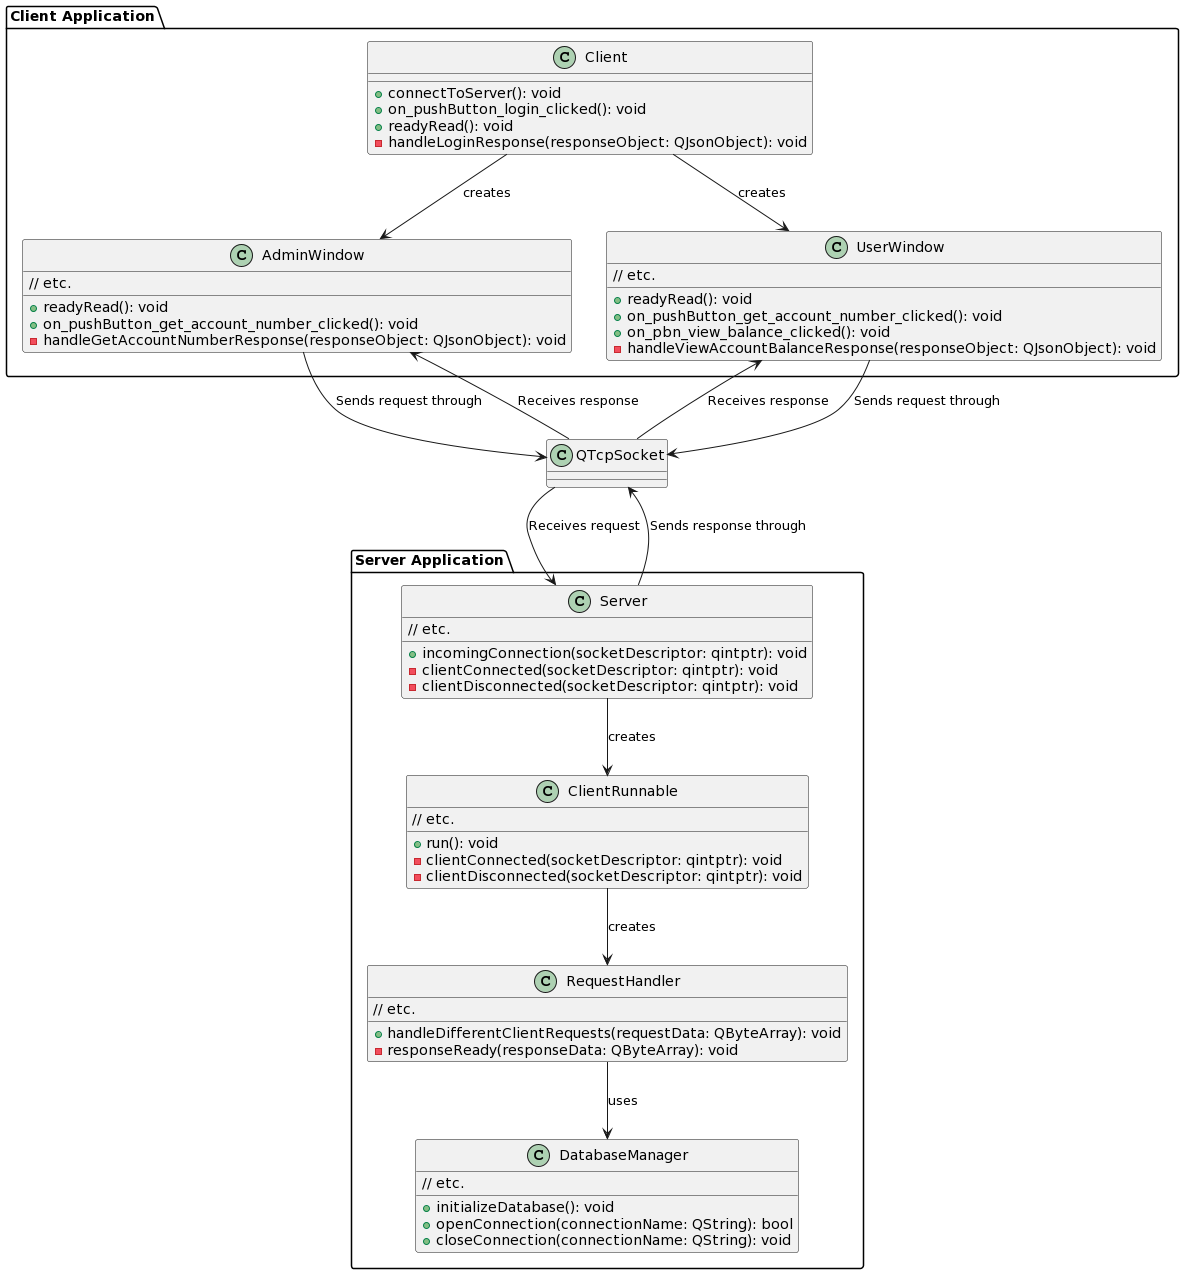 Client Application
C Client
connectToServer(): void
on_pushButton_login_clicked(): void
readyRead(): void
handleLoginResponse(responseObject: QJsonObject): void
creates
creates
C AdminWindow
// etc.
readyRead(): void
on_pushButton_get_account_number_clicked(): void
handleGetAccountNumberResponse(responseObject: QJsonObject): void
C UserWindow
// etc.
readyRead(): void
on_pushButton_get_account_number_clicked(): void
on_pbn_view_balance_clicked(): void
handleViewAccountBalanceResponse(responseObject: QJsonObject): void
Sends request through
Receives response
Receives response
Sends request through
C QTcpSocket
Receives request
Sends response through
Server Application
C Server
// etc.
incomingConnection(socketDescriptor: qintptr): void
clientConnected(socketDescriptor: qintptr): void
clientDisconnected(socketDescriptor: qintptr): void
creates
C ClientRunnable
// etc.
run(): void
clientConnected(socketDescriptor: qintptr): void
clientDisconnected(socketDescriptor: qintptr): void
creates
C RequestHandler
// etc.
handleDifferentClientRequests(requestData: QByteArray): void
responseReady(responseData: QByteArray): void
uses
C DatabaseManager
// etc.
initializeDatabase(): void
openConnection(connectionName: QString): bool
closeConnection(connectionName: QString): void